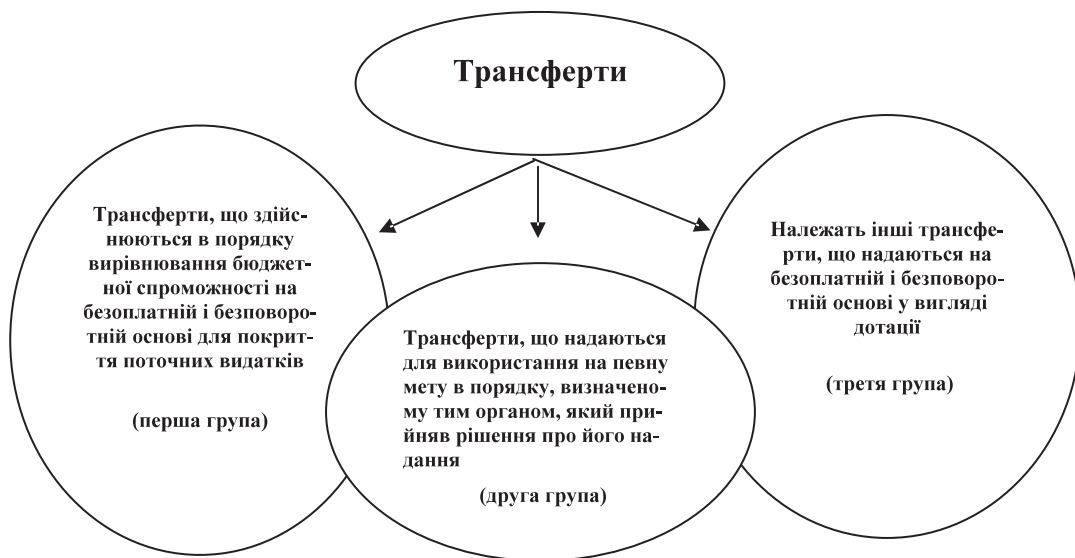 Трансферти
Трансферти, що здійс-
нюються в порядку
вирівнювання бюджет-
ної спроможності на
безоплатній і безповорот-
ній основі для покрит-
тя поточних видатків
(перша група)
Трансферти, що надаються
для використання на певну
мету в порядку, визначено-
му тим органом, який при-
йняв рішення про його на-
дання
(друга група)
Належать інші трансфе-
рти, що надаються на
безоплатній і безповоро-
тній основі у вигляді
дотації
(третя група)